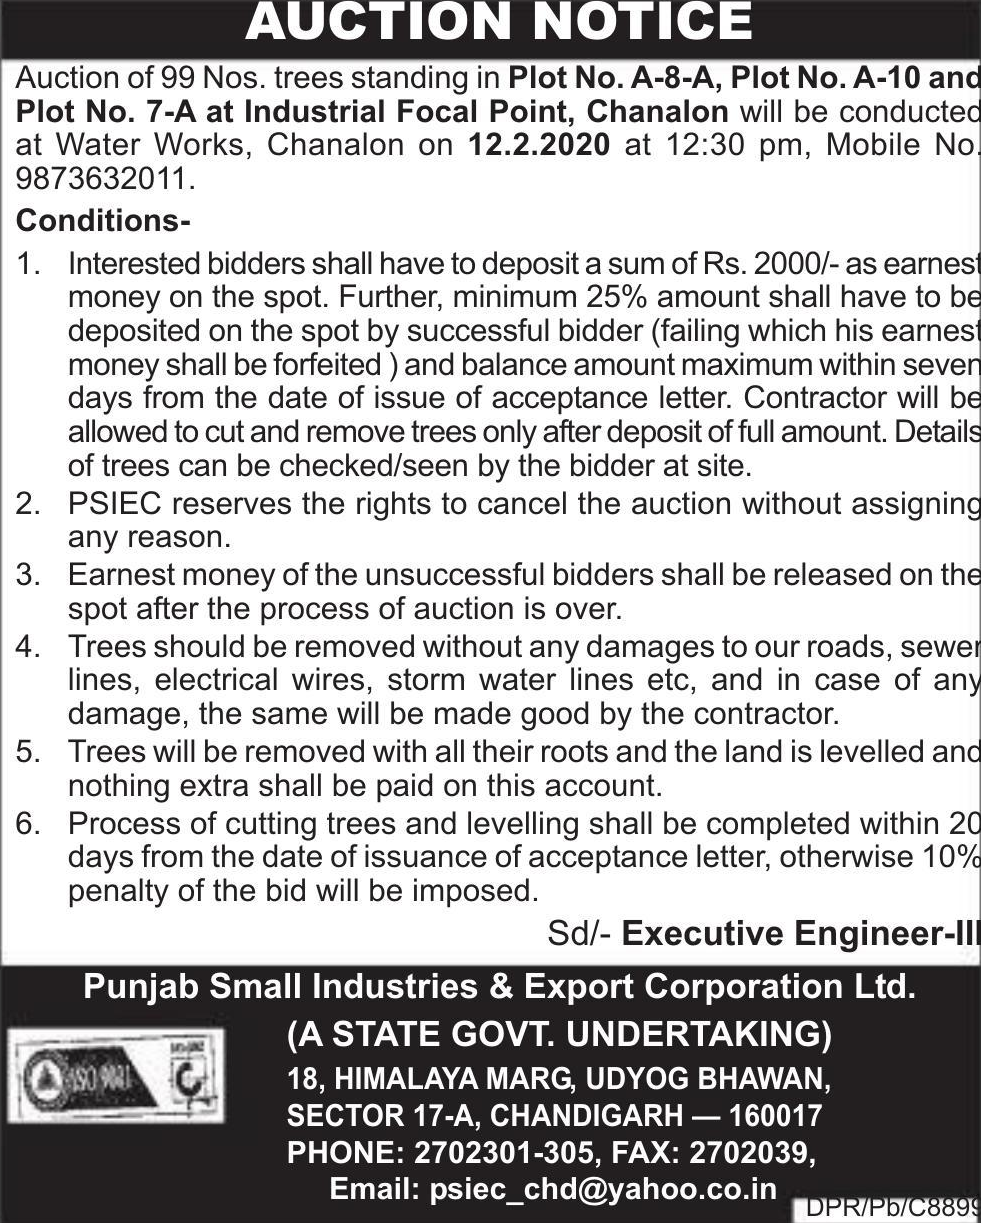 AUCTION NOTICE
Auction of 99 Nos. trees standing in Plot No. A-8-A, Plot No. A-10 and
Plot No. 7-A at Industrial Focal Point, Chanalon will be conducted
at Water Works, Chanalon on 12.2.2020 at 12:30 pm, Mobile No.
9873632011.
Conditions-
1. Interested bidders shall have to deposit a sum of Rs. 2000/- as earnest
money on the spot. Further, minimum 25% amount shall have to be
deposited on the spot by successful bidder (failing which his earnest
money shall be forfeited ) and balance amount maximum within seven
days from the date of issue of acceptance letter. Contractor will be
allowed to cut and remove trees only after deposit of full amount. Details
of trees can be checked/seen by the bidder at site.
2. PSIEC reserves the rights to cancel the auction without assigning
any reason.
3. Earnest money of the unsuccessful bidders shall be released on the
spot after the process of auction is over.
4. Trees should be removed without any damages to our roads, sewer
lines, electrical wires, storm water lines etc, and in case of any
damage, the same will be made good by the contractor.
5. Trees will be removed with all their roots and the land is levelled and
nothing extra shall be paid on this account.
6. Process of cutting trees and levelling shall be completed within 20
days from the date of issuance of acceptance letter, otherwise 10%
penalty of the bid will be imposed.
Sd/- Executive Engineer-III
Punjab Small Industries & Export Corporation Ltd.
(A STATE GOVT. UNDERTAKING)
ISO 9001
18, HIMALAYA MARG, UDYOG BHAWAN,
SECTOR 17-A, CHANDIGARH — 160017
PHONE: 2702301-305, FAX: 2702039,
Email: psiec_chd@yahoo.co.in
DPR/Pb/C8899